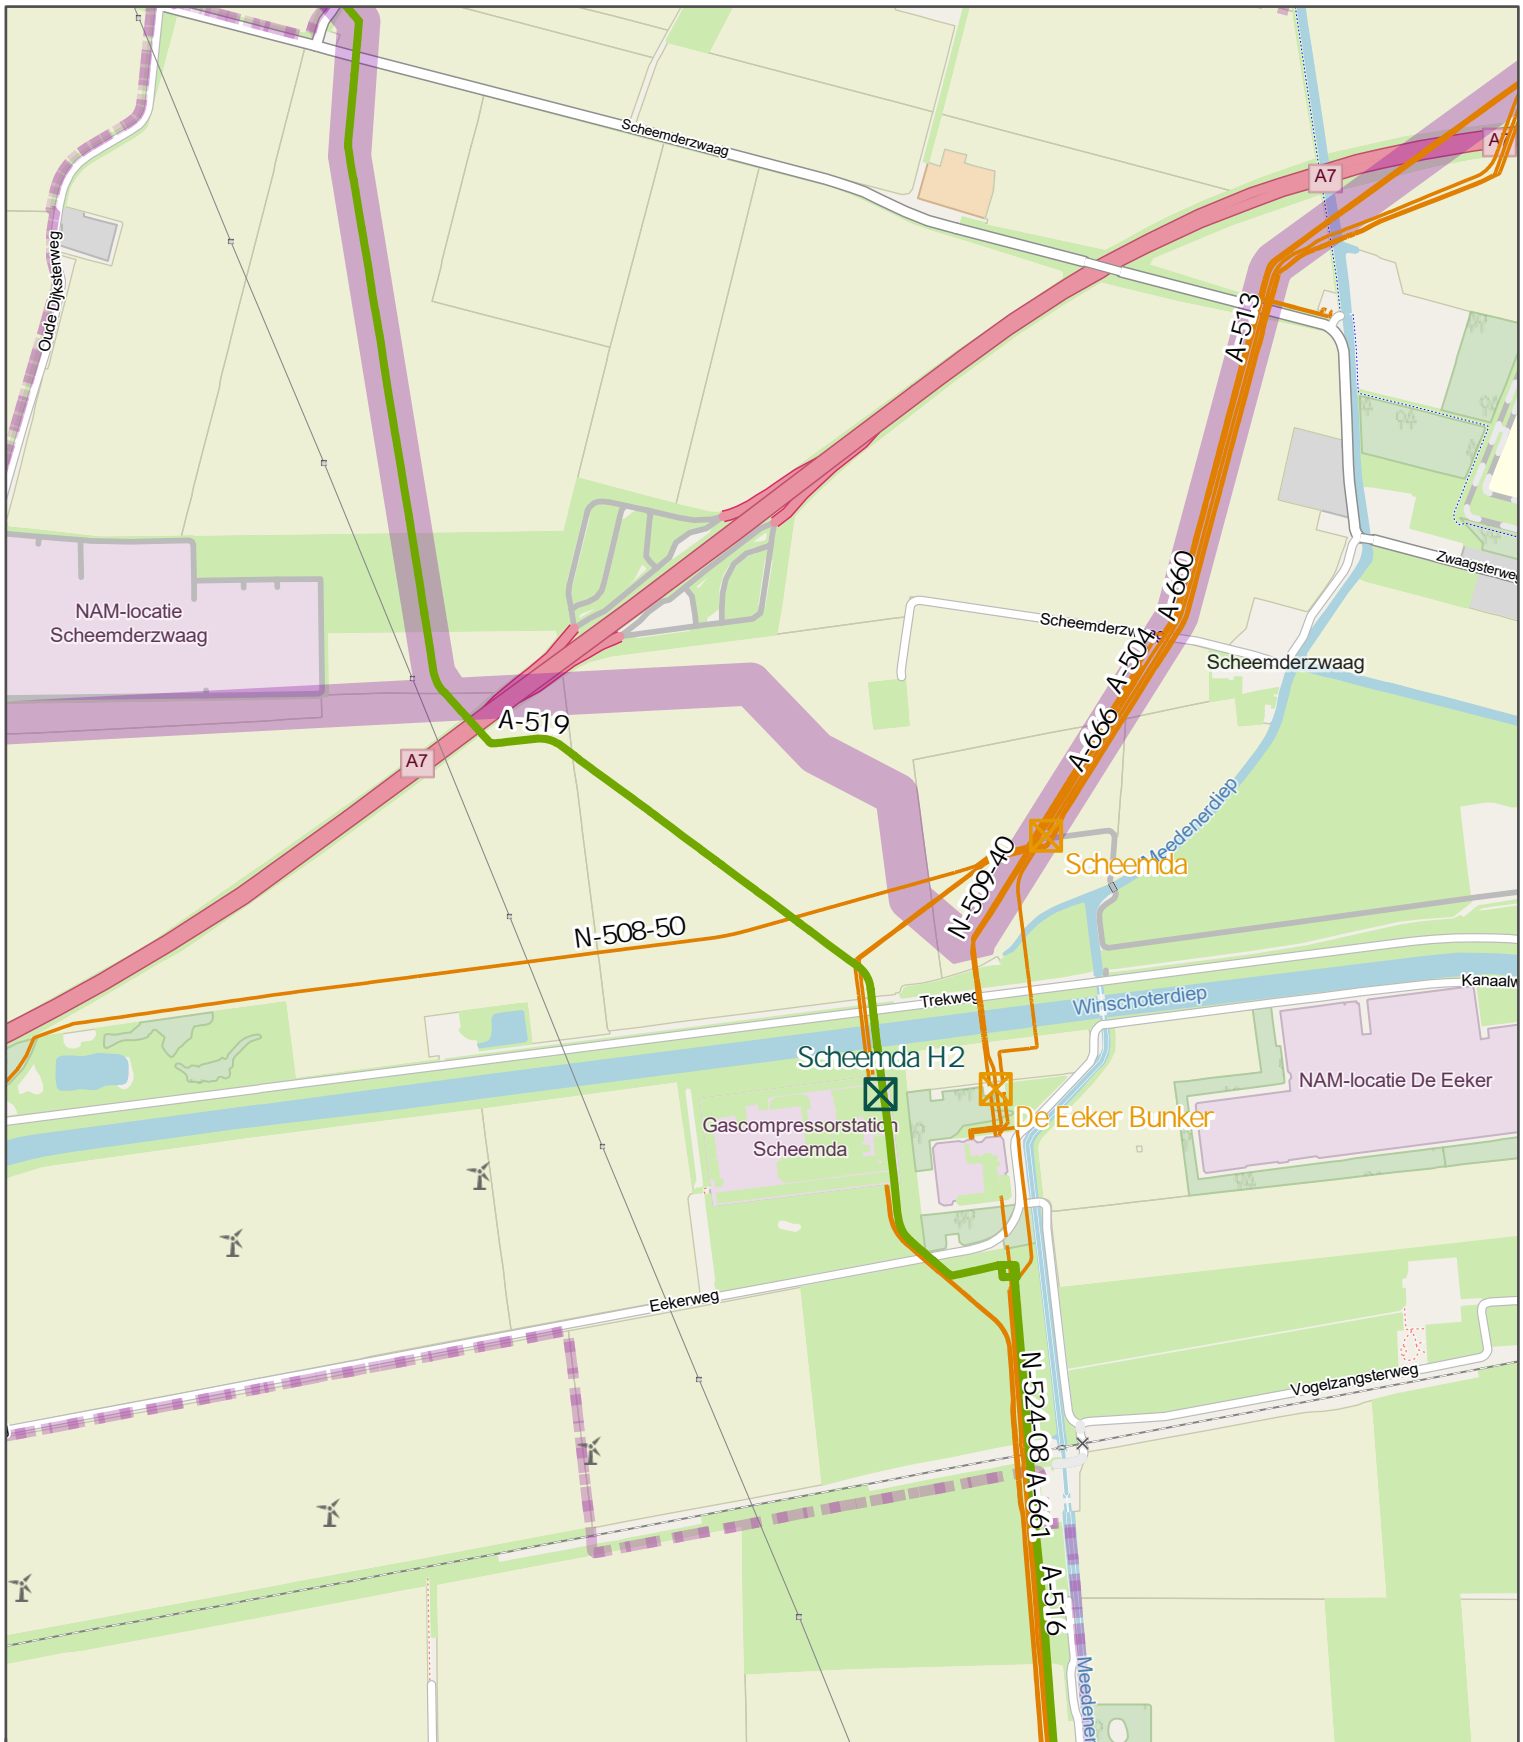 Scheemderzwaag
A7
A7
Oude Dijksterweg
A-513
Zwaagsterweg
A-660
NAM-locatie
Scheemderzwaag
A-504
Scheemderzwaag
A-666
A-519
A7
Meedenerdiep
Scheemda
N-509-40
N-508-50
Trekweg
Winschoterdiep
Kanaalw
Scheemda H2
NAM-locatie De Eeker
De Eeker Bunker
Gascompressorstation
Scheemda
Eekerweg
N-524-08
Vogelzangsterweg
A-661
A-516
Meedener